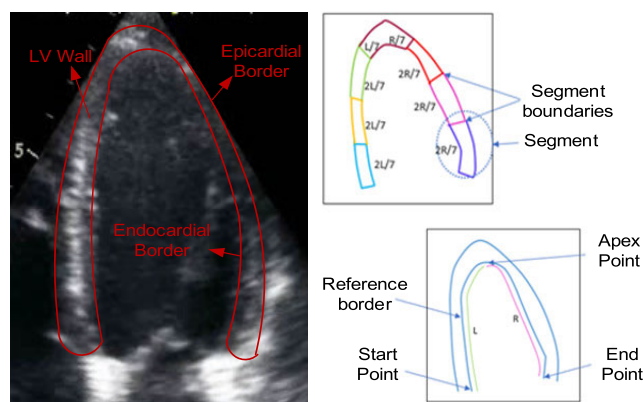 LV Wall
Epicardial
Border
5
Endocardial
Border
L/7
R/7
2L/7
2R/7
2L/7
2R/7
2L/7
2R/7
Segment
boundaries
Segment
Reference
border
Start
Point
L
R
Apex
Point
End
Point